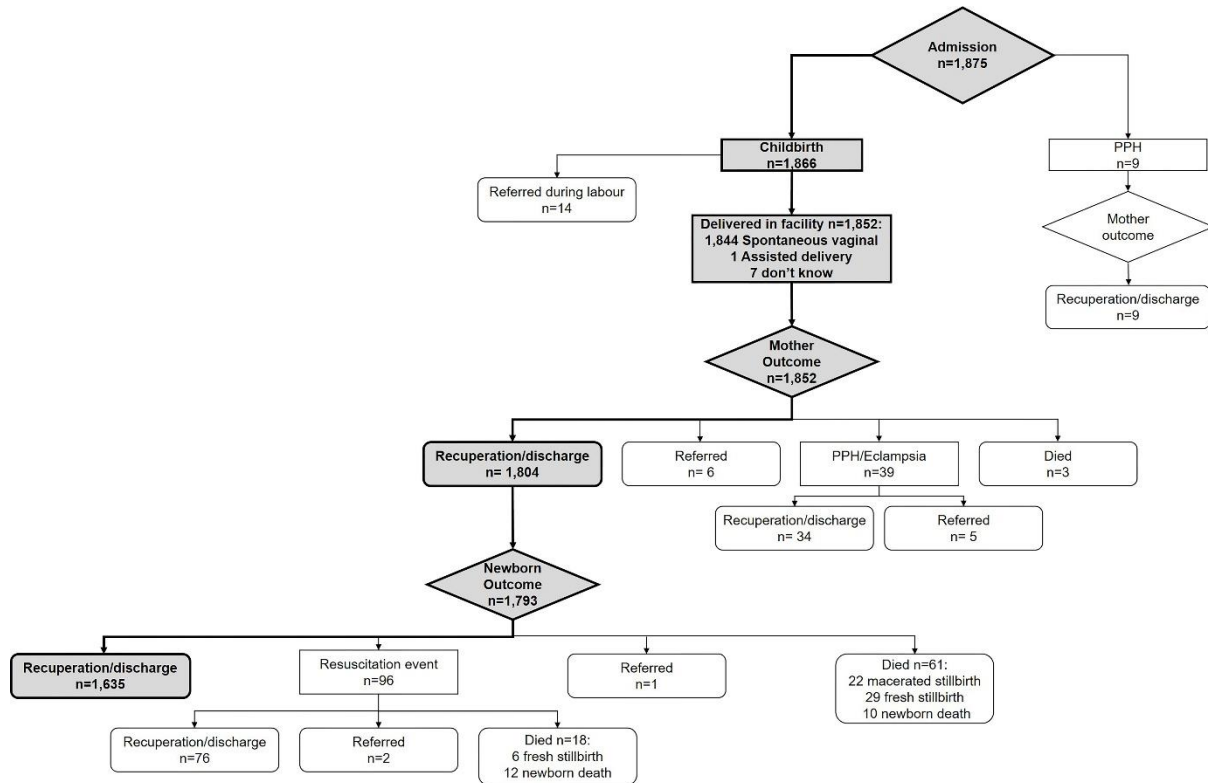 Admission
n=1,875
Childbirth
n=1,866
PPH
n=9
Referred during labour
n=14
Mother
outcome
Delivered in facility n=1,852:
1,844 Spontaneous vaginal
1 Assisted delivery
7 don't know
Recuperation/discharge
n=9
Mother
Outcome
n=1,852
Recuperation/discharge
n= 1,804
Referred
n= 6
PPH/Eclampsia
n=39
Died
n=3
Recuperation/discharge
n= 34
Referred
n= 5
Newborn
Outcome
n=1,793
Recuperation/discharge
n=1,635
Resuscitation event
n=96
Referred
n=1
Died n=61:
22 macerated stillbirth
29 fresh stillbirth
10 newborn death
Recuperation/discharge
n=76
Referred
n=2
Died n=18:
6 fresh stillbirth
12 newborn death